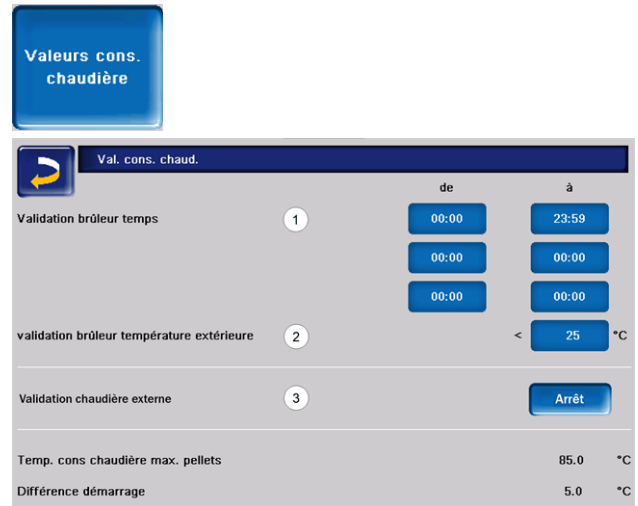 Valeurs cons.
chaudière
Val. cons. chaud.
de à
Validation brûleur temps 1 00:00 23:59
00:00 00:00
00:00 00:00
validation brûleur température extérieure 2 < 25 °C
Validation chaudière externe 3 Arrêt
Temp. cons chaudière max. pellets 85.0 °C
Différence démarrage 5.0 °C